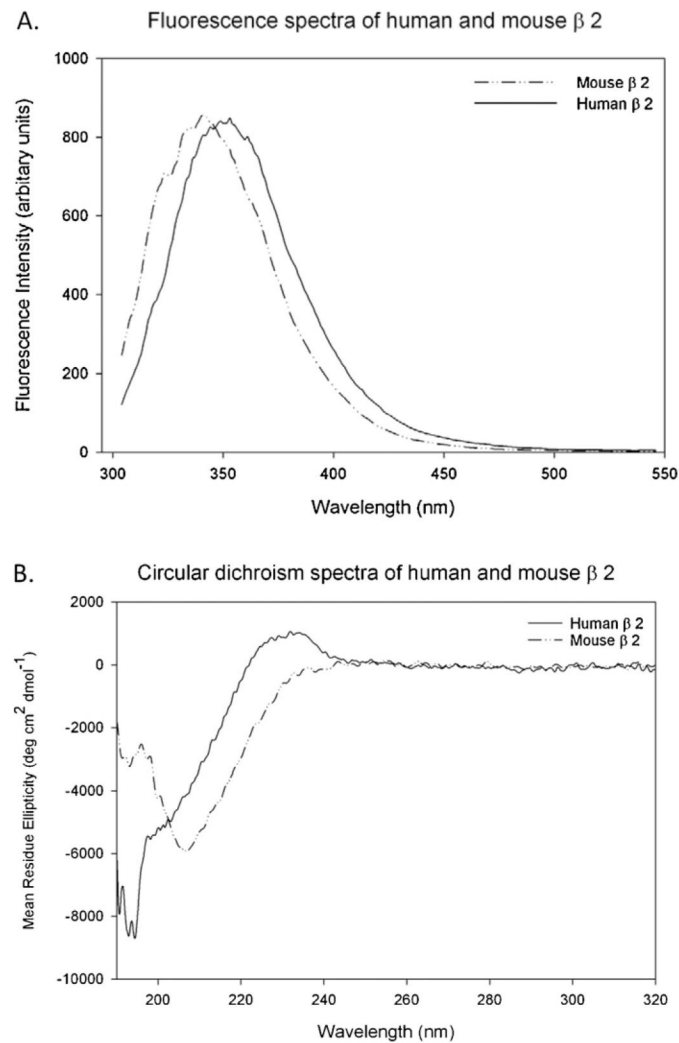 A.
Fluorescence spectra of human and mouse β 2
1000
800
600
400
200
0
Fluorescence Intensity (arbitary units)
Mouse β 2
Human β 2
300
350
400
450
500
550
Wavelength (nm)
B.
Circular dichroism spectra of human and mouse β 2
2000
0
-2000
-4000
-6000
-8000
-10000
Mean Residue Ellipticity (deg cm² dmol⁻¹)
Human β 2
Mouse β 2
200
220
240
260
280
300
320
Wavelength (nm)